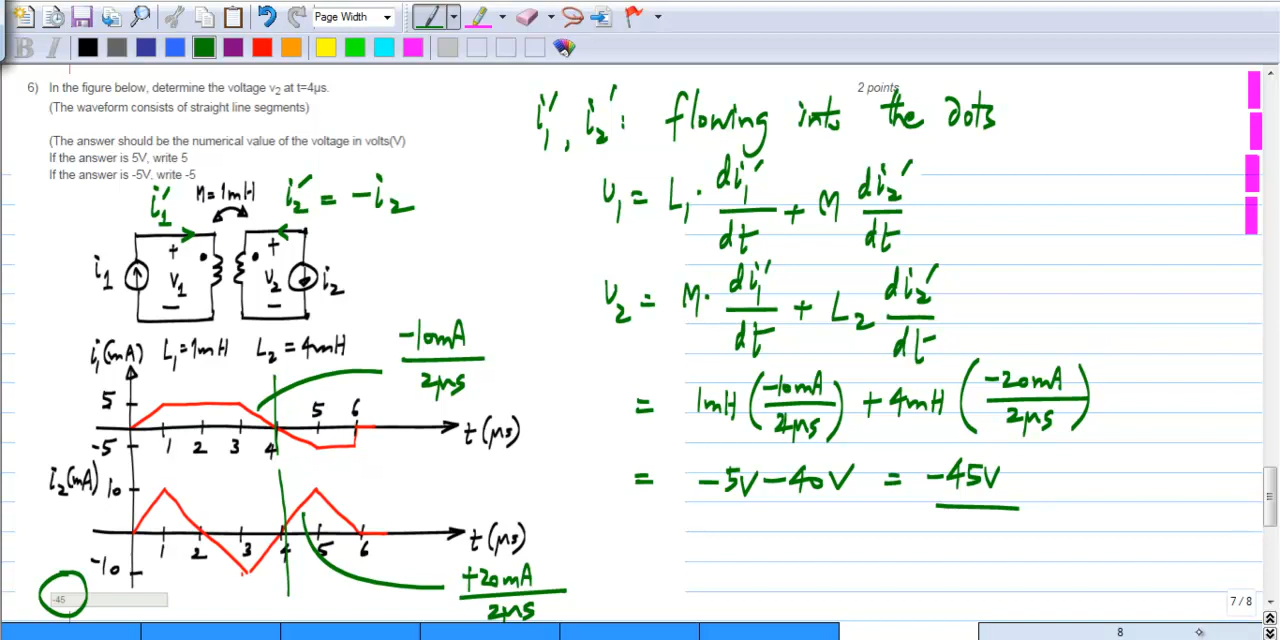 Page Width
B I
6) In the figure below, determine the voltage v2 at t=4μs.
2 points
(The waveform consists of straight line segments)
(The answer should be the numerical value of the voltage in volts(V)
If the answer is 5V, write 5
If the answer is -5V, write -5
i1' M=1mH i2' = -i2
+ +
i1 V1 V2 i2
- -
i1(mA) L1=1mH L2=4mH
-10mA
2μs
5
-5
1 2 3 4 5 6 t(μs)
i2(mA) 10
-10
1 2 3 4 5 6 t(μs)
+20mA
2μs
-45
i1', i2': flowing into the dots
υ1 = L1 · di1'/dt + M di2'/dt
υ2 = M · di1'/dt + L2 di2'/dt
= 1mH (-10mA/2μs) + 4mH (-20mA/2μs)
= -5V - 40V = -45V
7 / 8
8